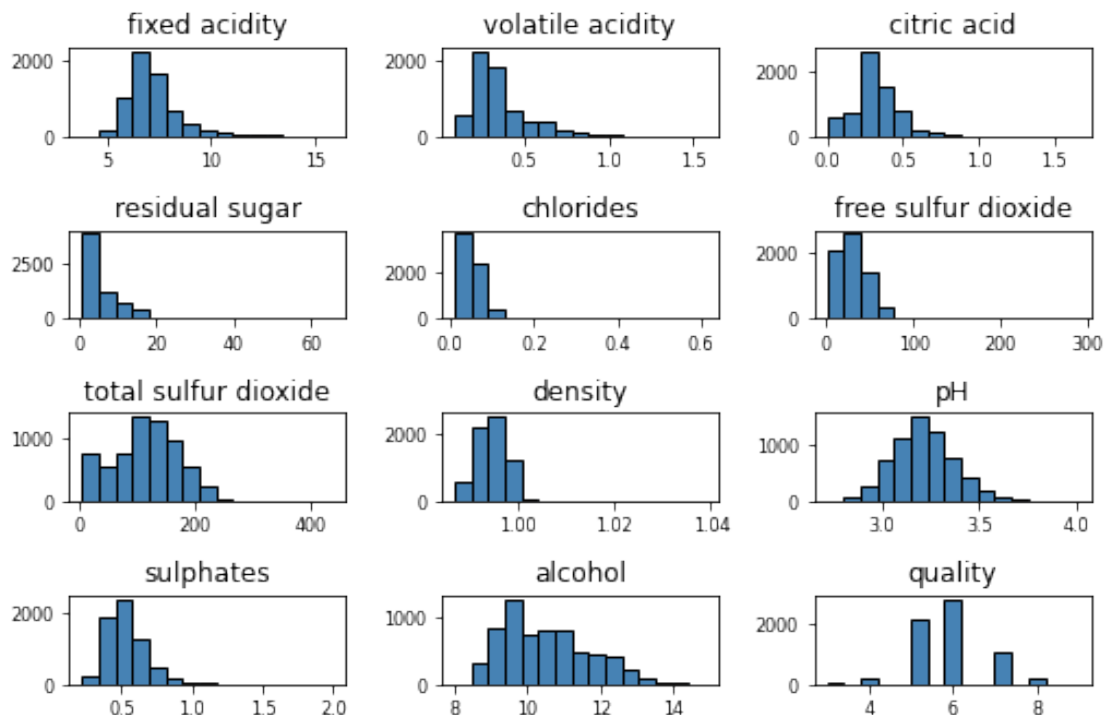 fixed acidity volatile acidity citric acid
2000 2000 2000
0 0 0
5 10 15 0.5 1.0 1.5 0.0 0.5 1.0 1.5
residual sugar chlorides free sulfur dioxide
2500 2000 2000
0 0 0
0 20 40 60 0.0 0.2 0.4 0.6 0 100 200 300
total sulfur dioxide density pH
1000 2000 1000
0 0 0
0 200 400 1.00 1.02 1.04 3.0 3.5 4.0
sulphates alcohol quality
2000 1000 2000
0 0 0
0.5 1.0 1.5 2.0 8 10 12 14 4 6 8